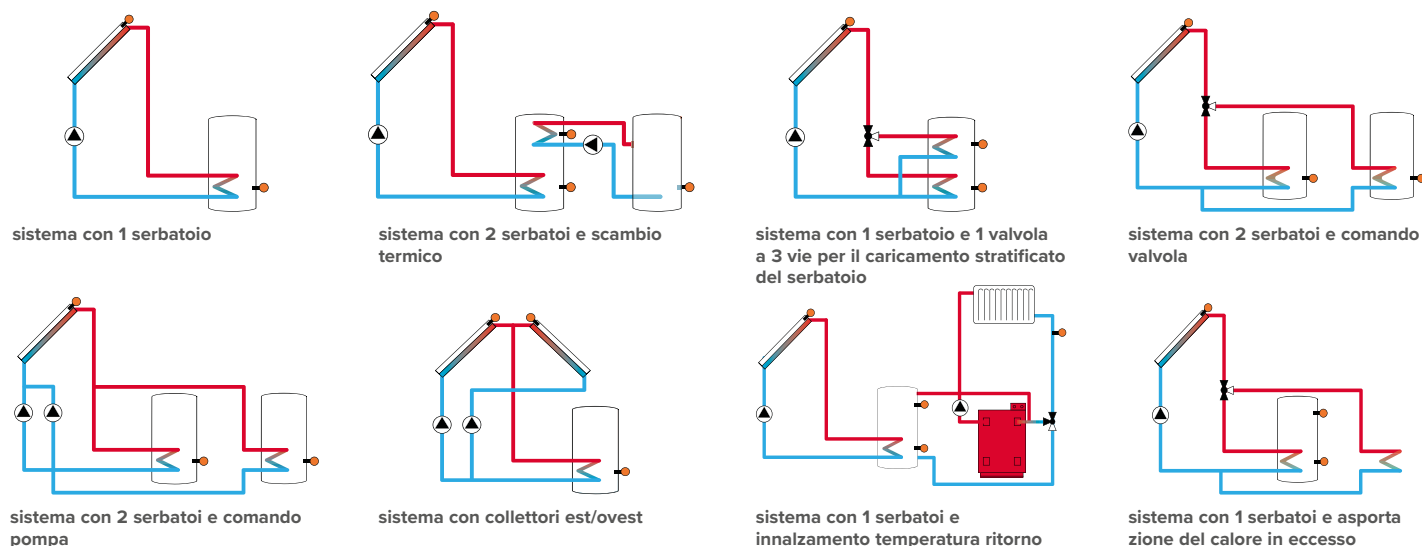 sistema con 1 serbatoio
sistema con 2 serbatoi e scambio
termico
sistema con 1 serbatoio e 1 valvola
a 3 vie per il caricamento stratificato
del serbatoio
sistema con 2 serbatoi e comando
valvola
sistema con 2 serbatoi e comando
pompa
sistema con collettori est/ovest
sistema con 1 serbatoi e
innalzamento temperatura ritorno
sistema con 1 serbatoi e asporta
zione del calore in eccesso